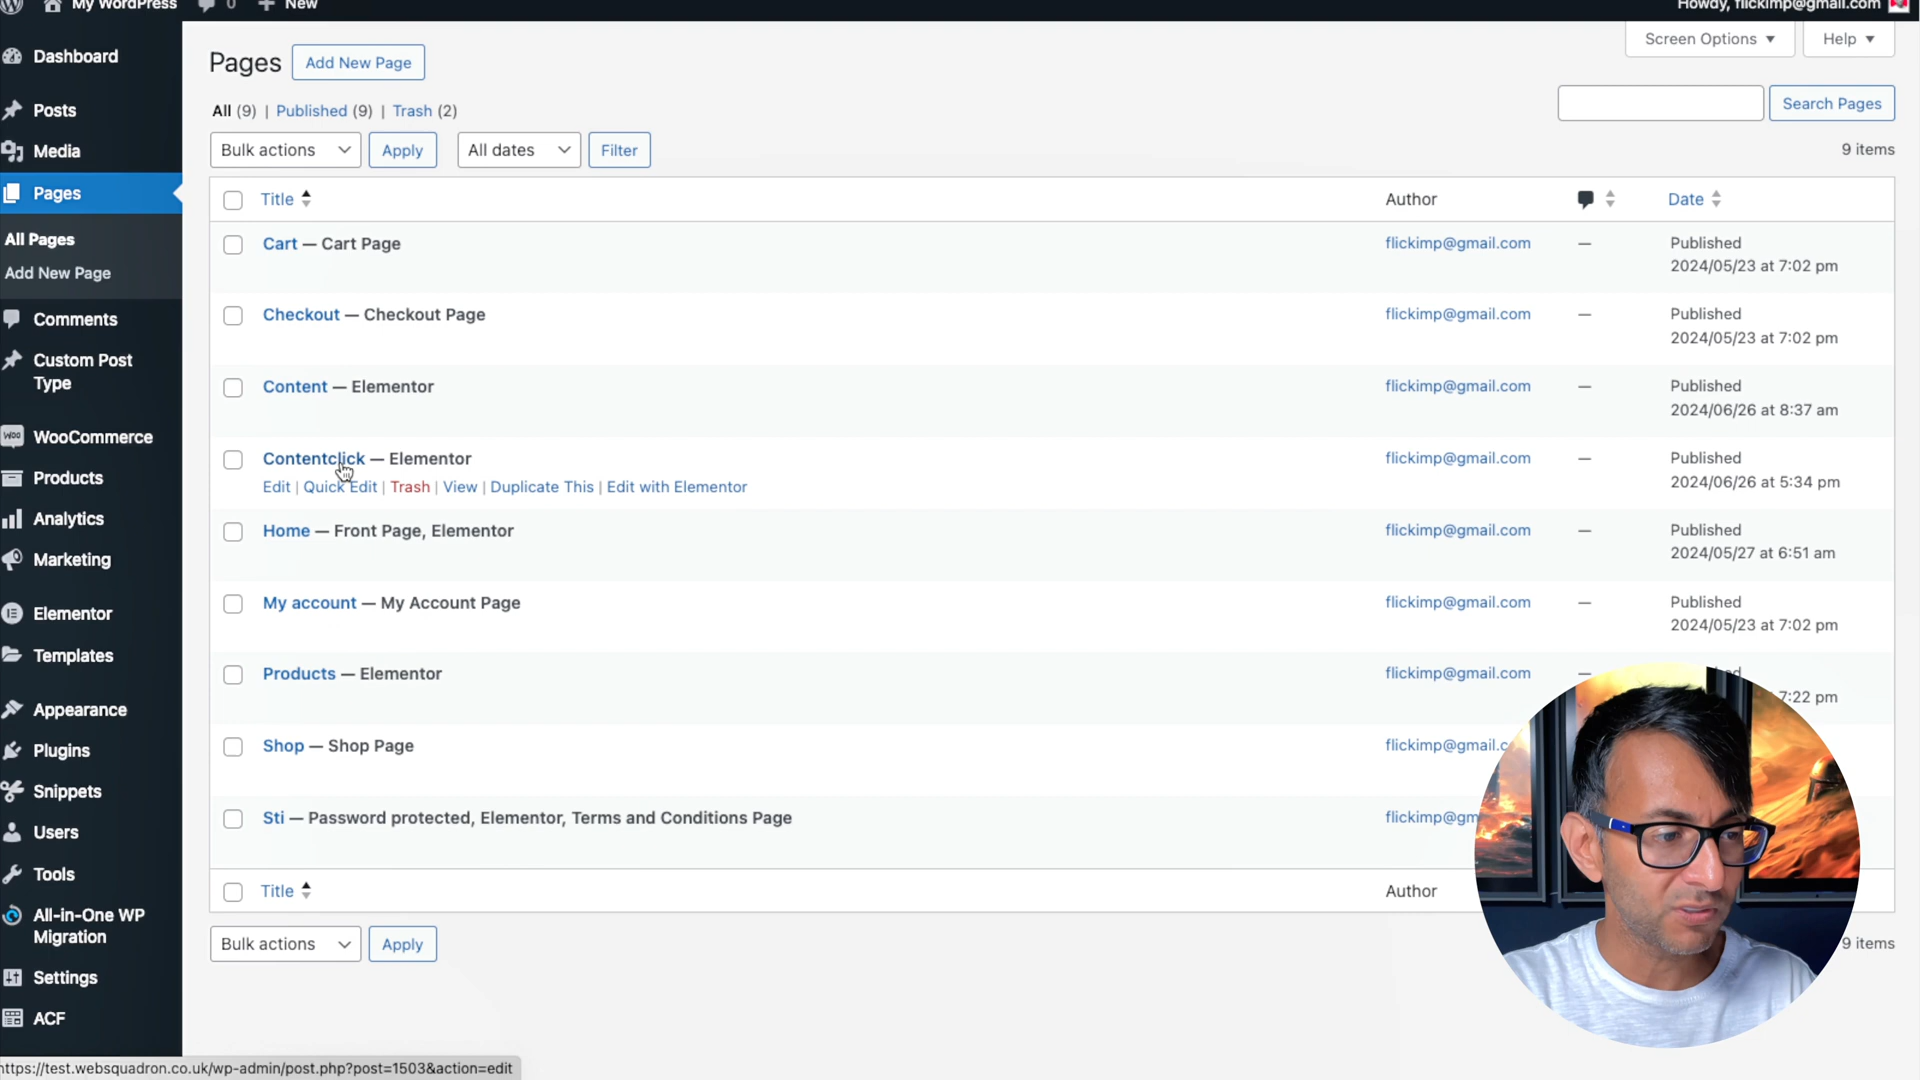 My WordPress 0 New Howdy, flickimp@gmail.com
Dashboard
Posts
Media
Pages
All Pages
Add New Page
Comments
Custom Post
Type
WooCommerce
Products
Analytics
Marketing
Elementor
Templates
Appearance
Plugins
Snippets
Users
Tools
All-in-One WP
Migration
Settings
ACF
Screen Options Help
Pages Add New Page
All (9) | Published (9) | Trash (2)
Search Pages
Bulk actions Apply All dates Filter 9 items
Title Author Date
Cart — Cart Page flickimp@gmail.com — Published
2024/05/23 at 7:02 pm
Checkout — Checkout Page flickimp@gmail.com — Published
2024/05/23 at 7:02 pm
Content — Elementor flickimp@gmail.com — Published
2024/06/26 at 8:37 am
Contentclick — Elementor flickimp@gmail.com — Published
2024/06/26 at 5:34 pm
Edit | Quick Edit | Trash | View | Duplicate This | Edit with Elementor
Home — Front Page, Elementor flickimp@gmail.com — Published
2024/05/27 at 6:51 am
My account — My Account Page flickimp@gmail.com — Published
2024/05/23 at 7:02 pm
Products — Elementor flickimp@gmail.com —
7:22 pm
Shop — Shop Page flickimp@gmail.c
Sti — Password protected, Elementor, Terms and Conditions Page flickimp@gm
Title Author
Bulk actions Apply 9 items
https://test.websquadron.co.uk/wp-admin/post.php?post=1503&action=edit